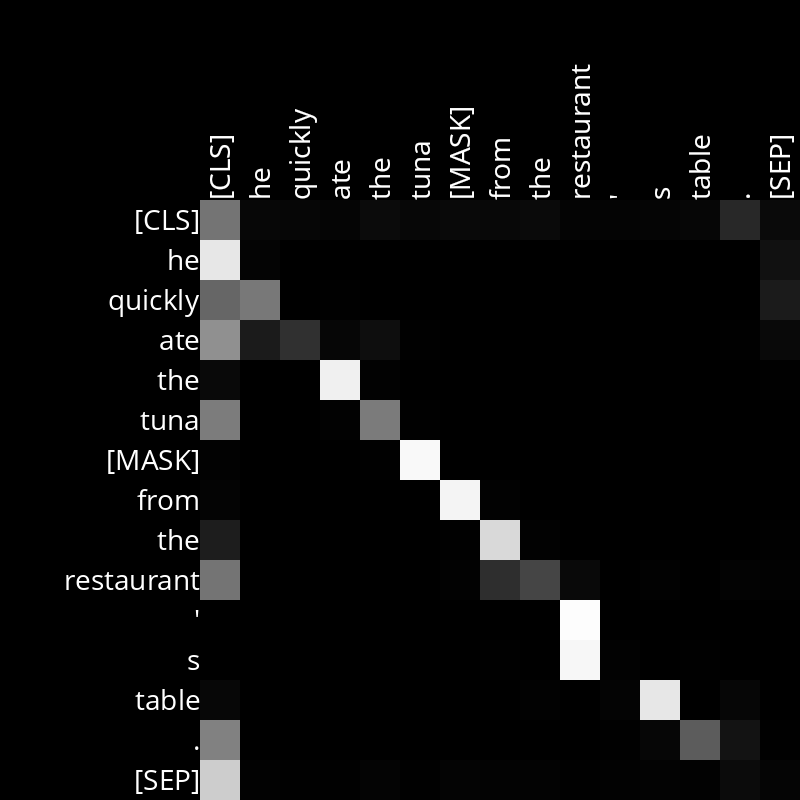 [CLS] he quickly ate the tuna [MASK] from the restaurant ' s table . [SEP]
[CLS]
he
quickly
ate
the
tuna
[MASK]
from
the
restaurant
'
s
table
.
[SEP]